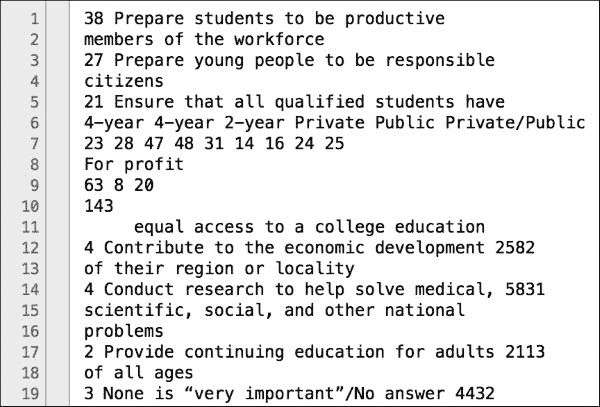 1 38 Prepare students to be productive
2 members of the workforce
3 27 Prepare young people to be responsible
4 citizens
5 21 Ensure that all qualified students have
6 4-year 4-year 2-year Private Public Private/Public
7 23 28 47 48 31 14 16 24 25
8 For profit
9 63 8 20
10 143
11 equal access to a college education
12 4 Contribute to the economic development 2582
13 of their region or locality
14 4 Conduct research to help solve medical, 5831
15 scientific, social, and other national
16 problems
17 2 Provide continuing education for adults 2113
18 of all ages
19 3 None is “very important”/No answer 4432